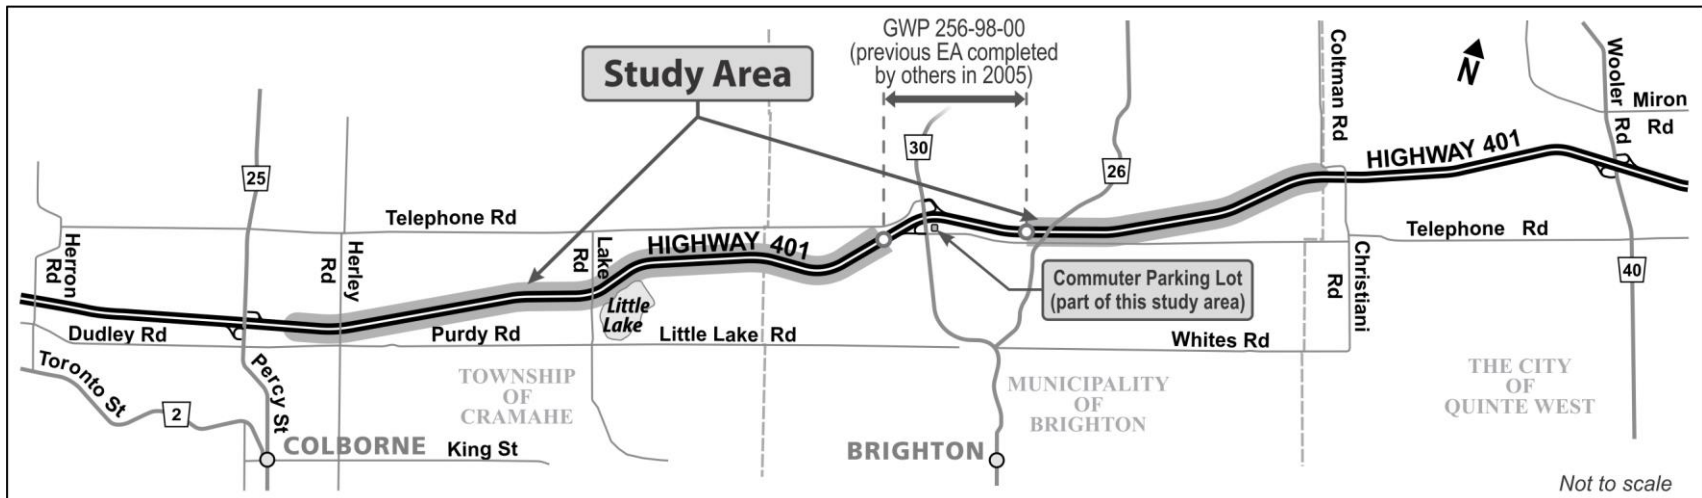 GWP 256-98-00
(previous EA completed
by others in 2005)
Study Area
N
Coltman Rd
Wooler Rd
Miron
Rd
30
26
25
HIGHWAY 401
Telephone Rd
HIGHWAY 401
Telephone Rd
Herron
Rd
Herley
Rd
Lake
Rd
Christiani
Rd
40
Commuter Parking Lot
(part of this study area)
Little
Lake
Dudley Rd
Purdy Rd
Little Lake Rd
Whites Rd
Toronto St
Percy St
2
TOWNSHIP
OF
CRAMAHE
MUNICIPALITY
OF
BRIGHTON
THE CITY
OF
QUINTE WEST
COLBORNE
King St
BRIGHTON
Not to scale